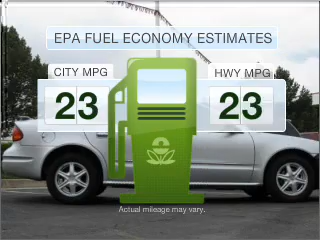 EPA FUEL ECONOMY ESTIMATES
CITY MPG
HWY MPG
23
23
Actual mileage may vary.